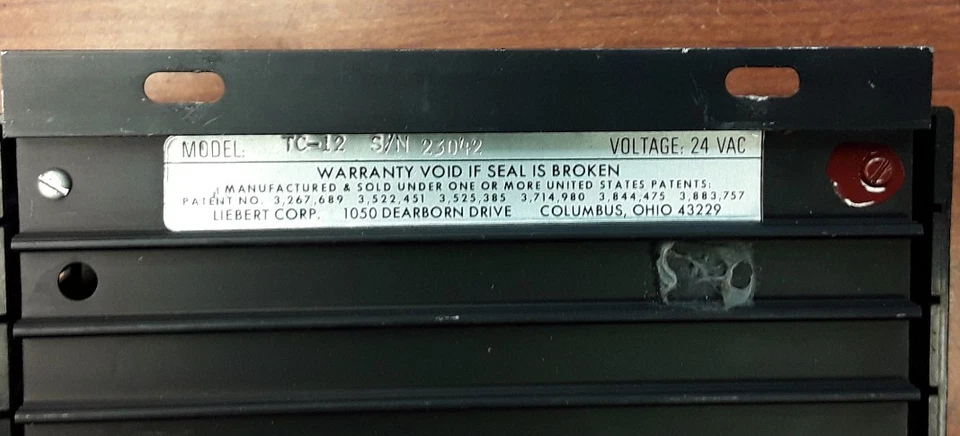 MODEL: TC-12 S/N 23042 VOLTAGE: 24 VAC
WARRANTY VOID IF SEAL IS BROKEN
MANUFACTURED & SOLD UNDER ONE OR MORE UNITED STATES PATENTS:
PATENT NO. 3,267,689 3,522,451 3,525,385 3,714,980 3,844,475 3,883,757
LIEBERT CORP. 1050 DEARBORN DRIVE COLUMBUS, OHIO 43229